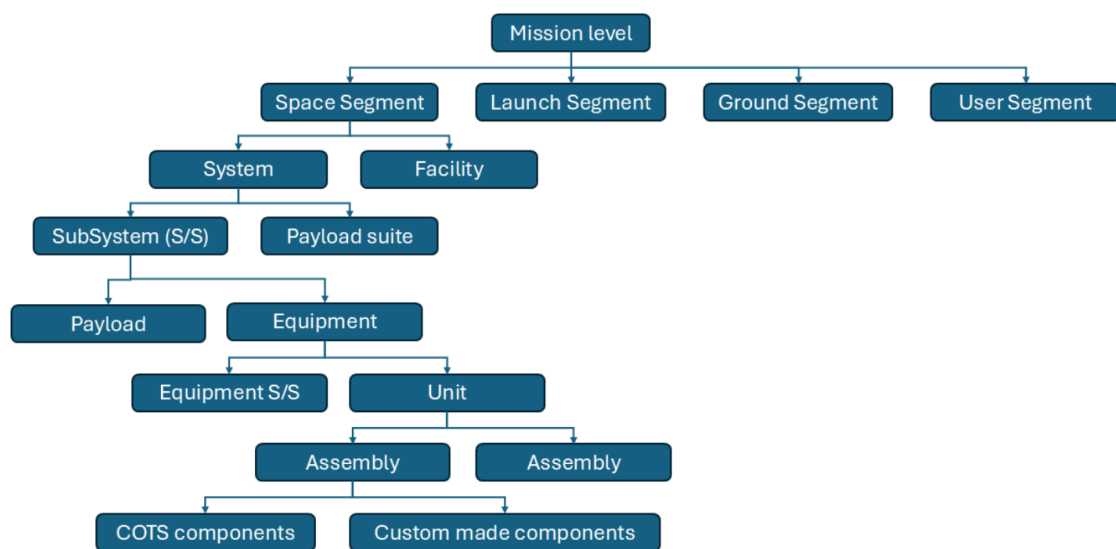 Mission level
Space Segment
Launch Segment
Ground Segment
User Segment
System
Facility
SubSystem (S/S)
Payload suite
Payload
Equipment
Equipment S/S
Unit
Assembly
Assembly
COTS components
Custom made components